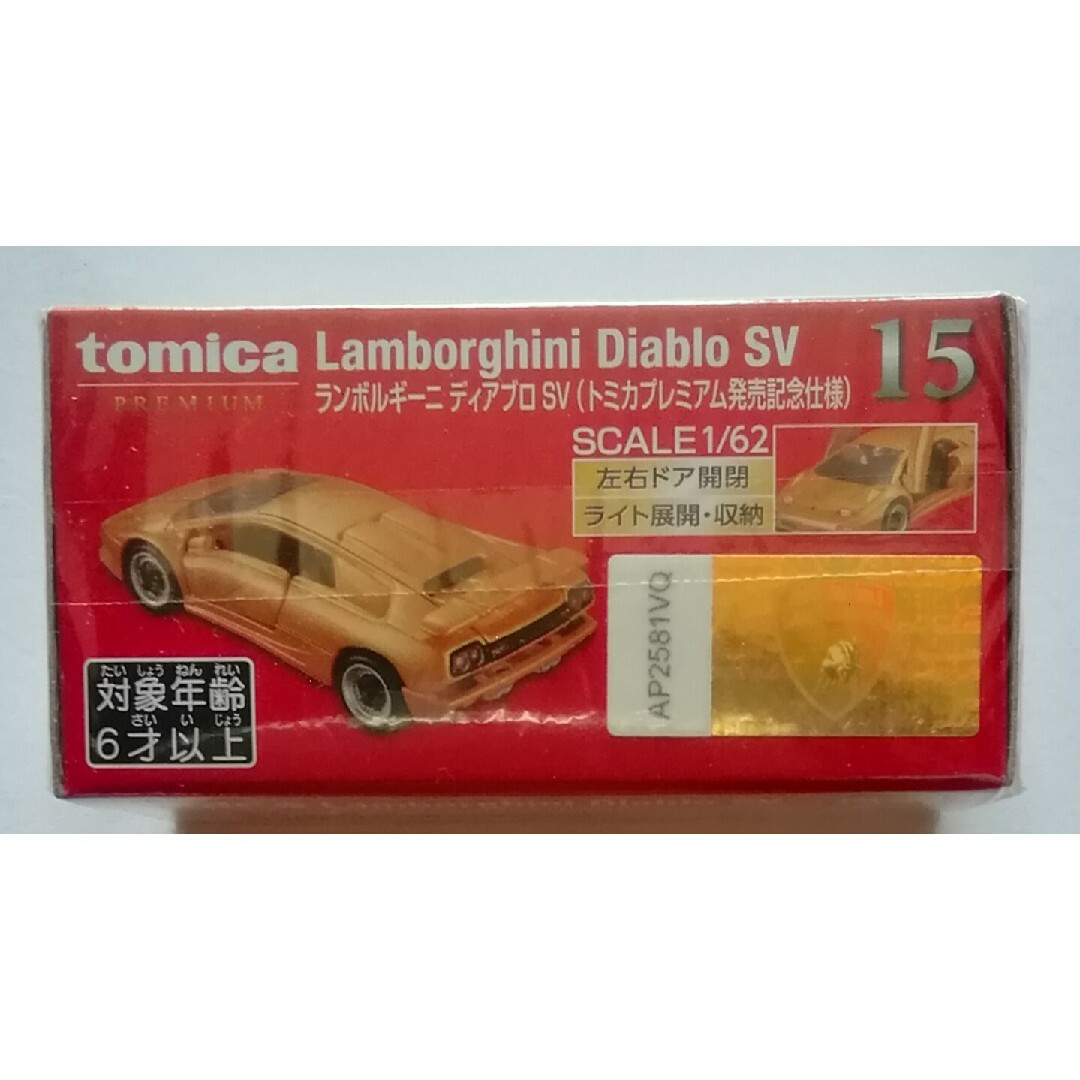 tomica
PREMIUM
Lamborghini Diablo SV
ランボルギーニ ディアブロ SV (トミカプレミアム発売記念仕様)
15
SCALE 1/62
左右ドア開閉
ライト展開・収納
AP2581VQ
たい しょう ねん れい
対象年齢
さい い じょう
6才以上